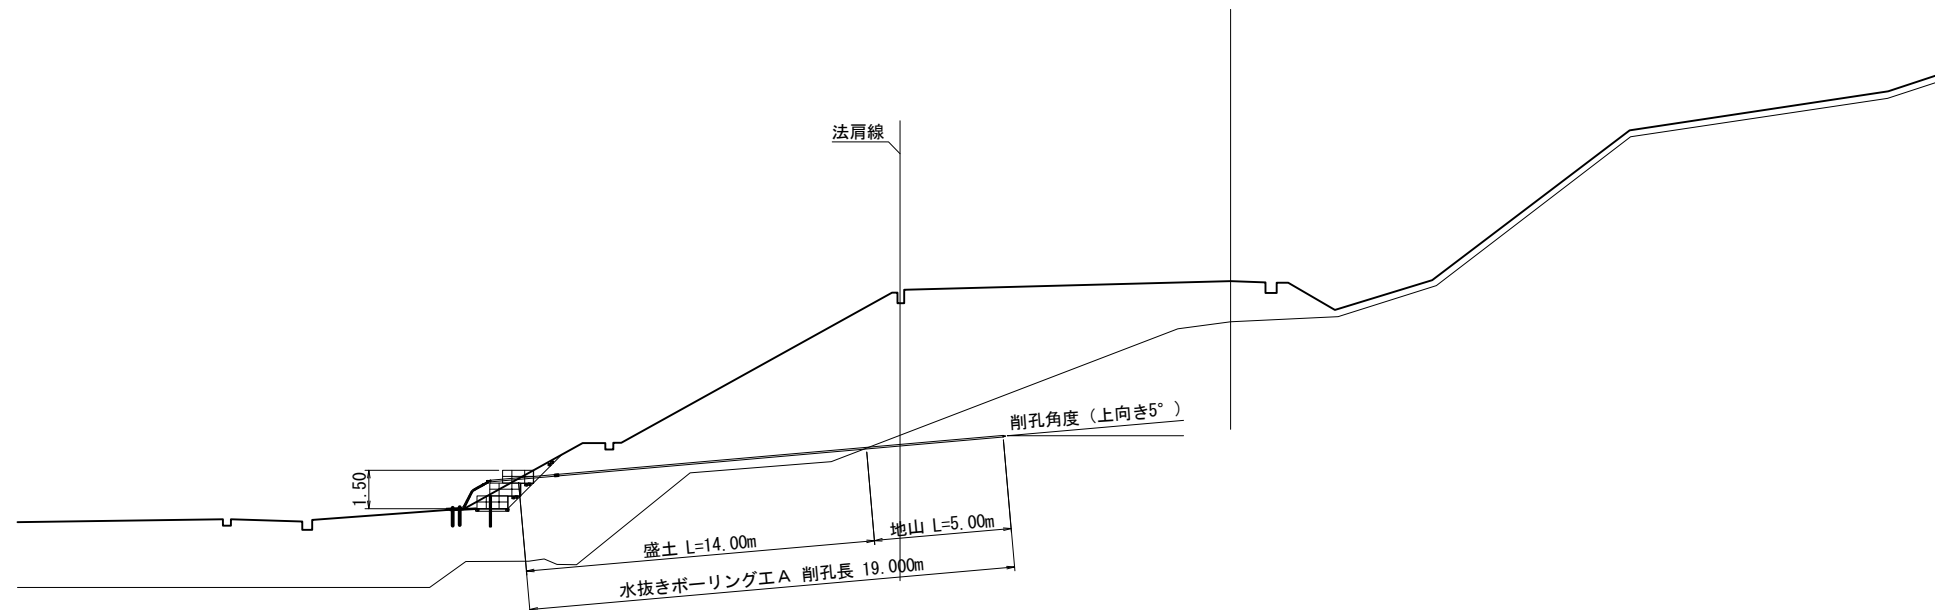 法肩線
削孔角度（上向き5°）
1.50
地山 L=5.00m
盛土 L=14.00m
水抜きボーリング工Ａ 削孔長 19.000m